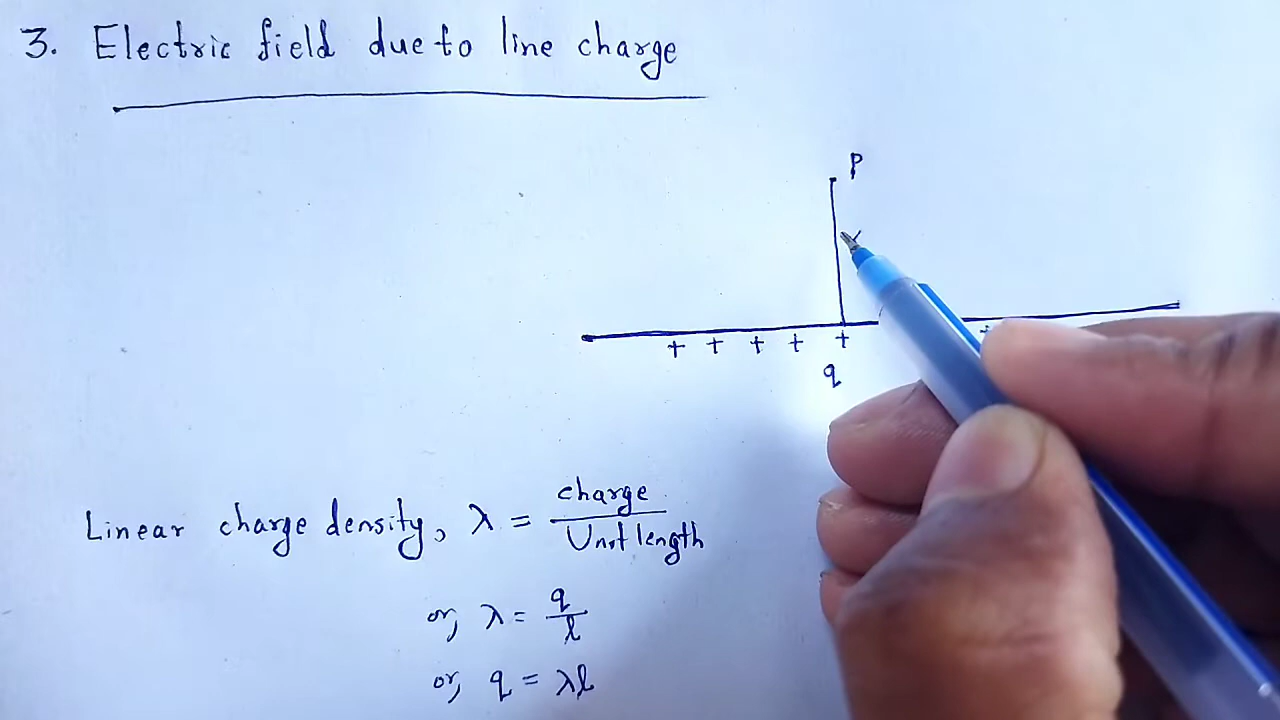 3. Electric field due to line charge
P
+ + + + +
q
Linear charge density, λ = charge / Unit length
or, λ = q / l
or, q = λl